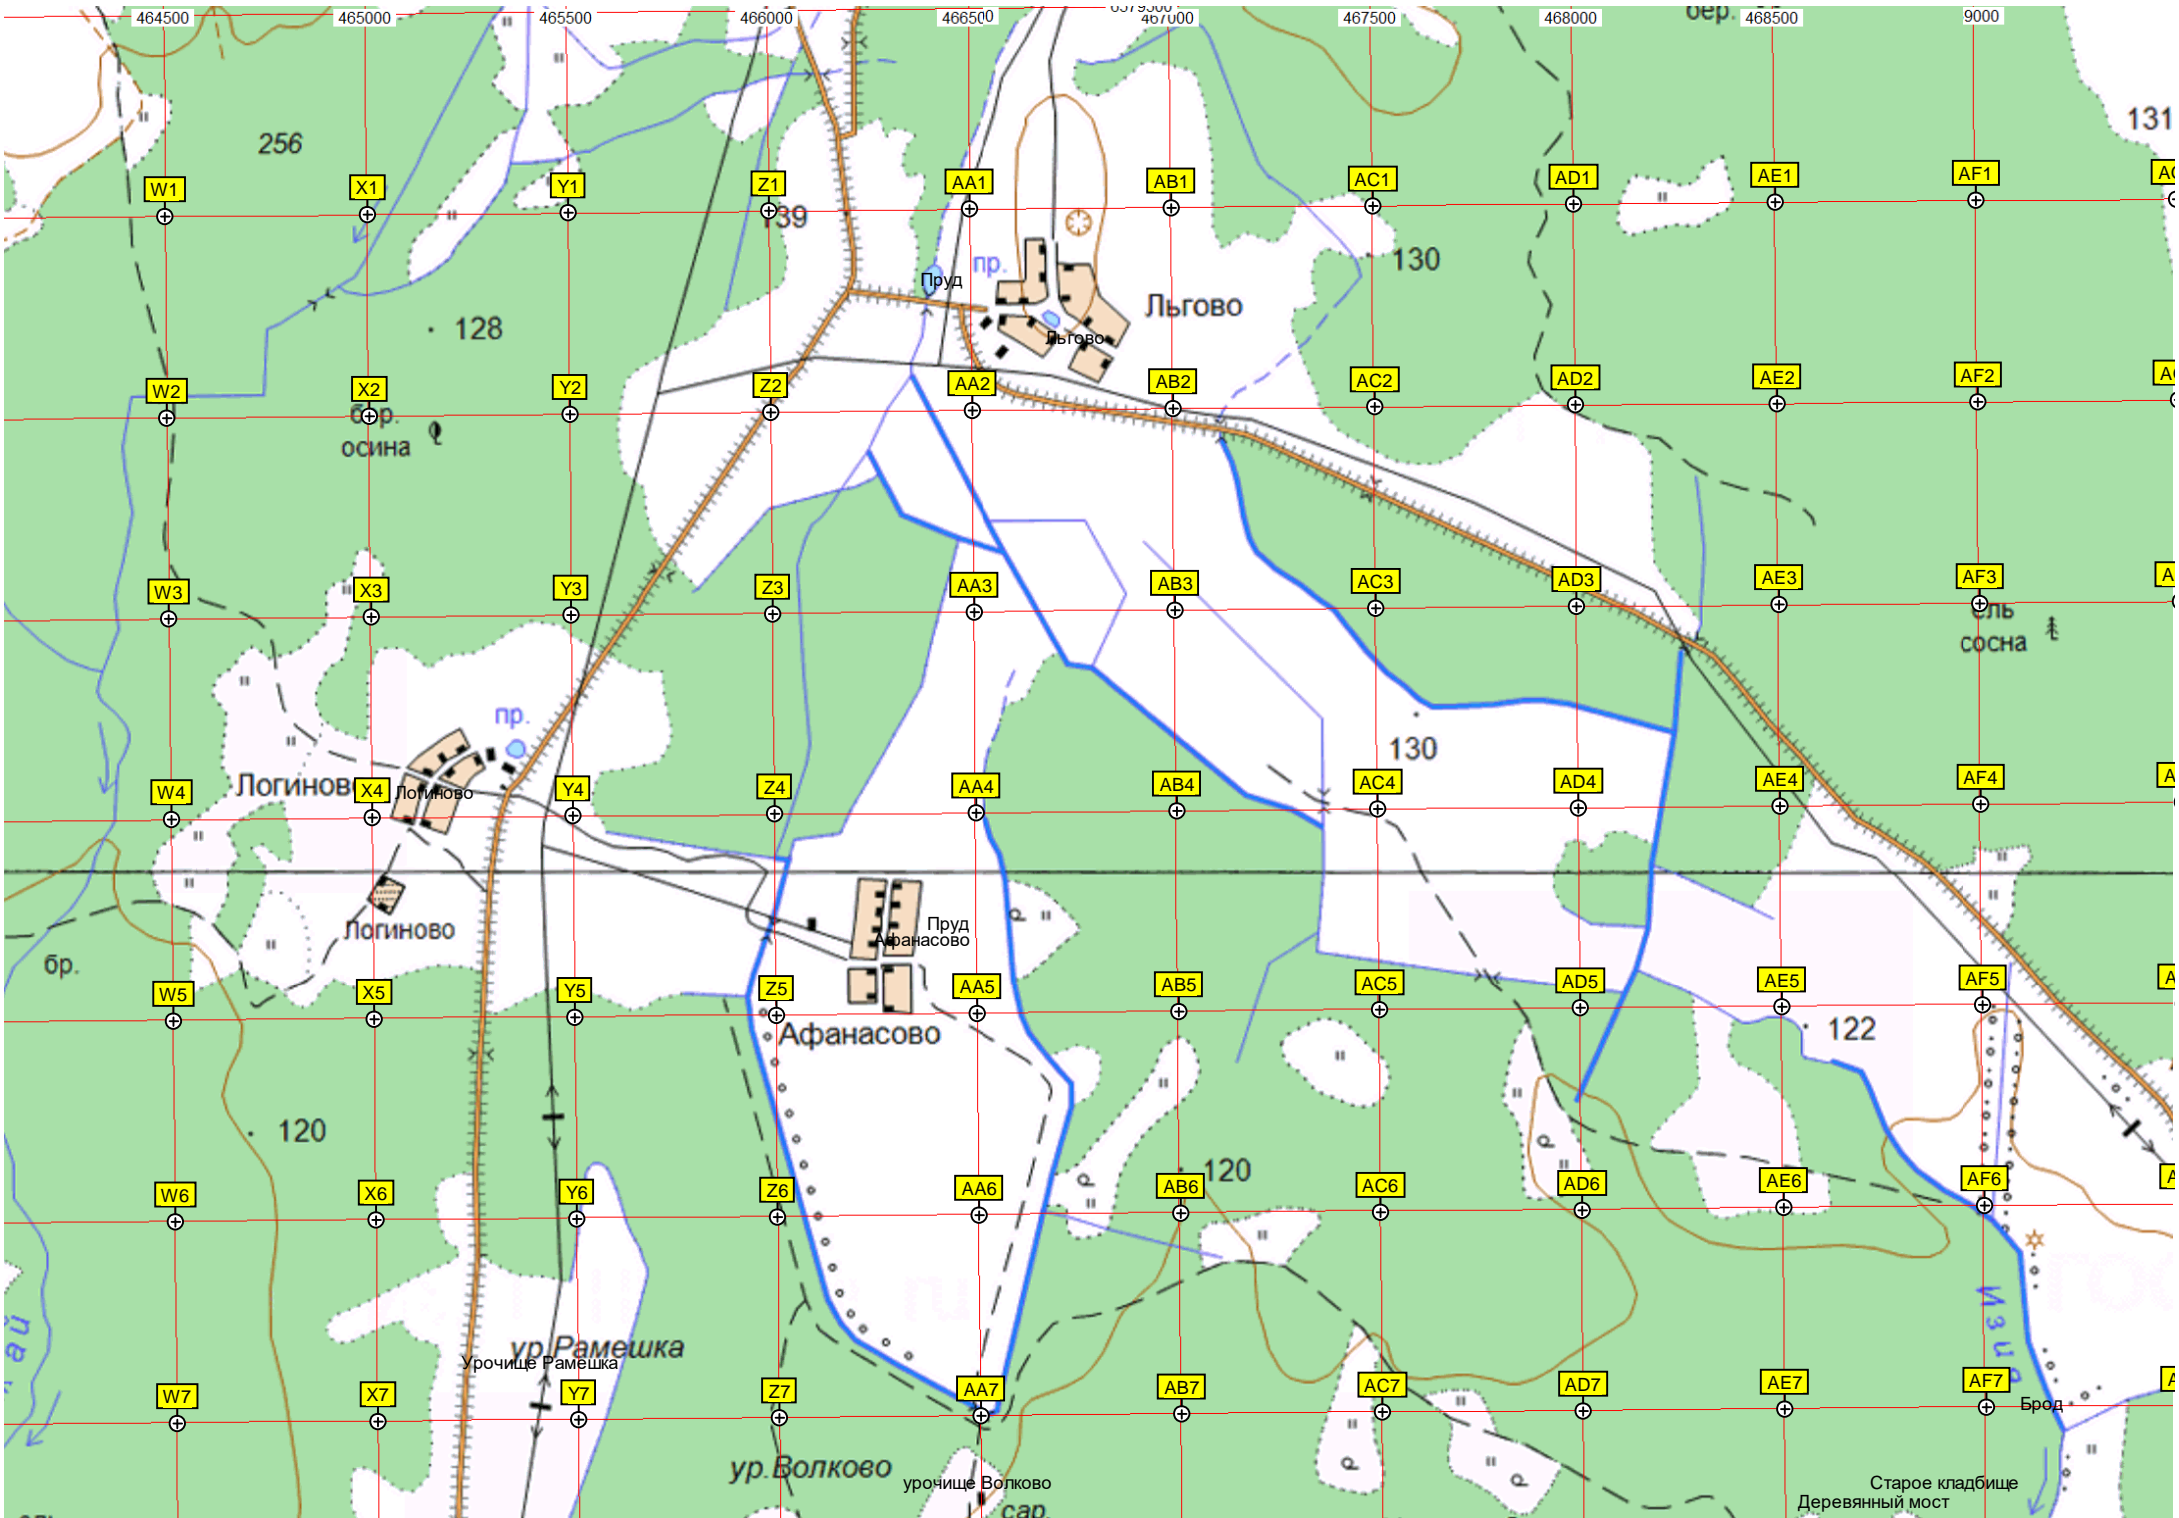 464500 465000 465500 466000 466500 467000 467500 468000 468500 9000
6579500
бер.
256
131
W1 X1 Y1 Z1 AA1 AB1 AC1 AD1 AE1 AF1
139
130
пр.
Пруд
Льгово
128
Льгово
W2 X2 Y2 Z2 AA2 AB2 AC2 AD2 AE2 AF2
бер.
осина
W3 X3 Y3 Z3 AA3 AB3 AC3 AD3 AE3 AF3
ель
сосна
пр.
130
Логиново
Логиново
W4 X4 Y4 Z4 AA4 AB4 AC4 AD4 AE4 AF4
Логиново
Пруд
Афанасово
бр.
W5 X5 Y5 Z5 AA5 AB5 AC5 AD5 AE5 AF5
Афанасово
122
120
120
W6 X6 Y6 Z6 AA6 AB6 AC6 AD6 AE6 AF6
ур.Рамешка
Урочище Рамешка
W7 X7 Y7 Z7 AA7 AB7 AC7 AD7 AE7 AF7
Брод
ур.Волково
урочище Волково
сар.
Старое кладбище
Деревянный мост